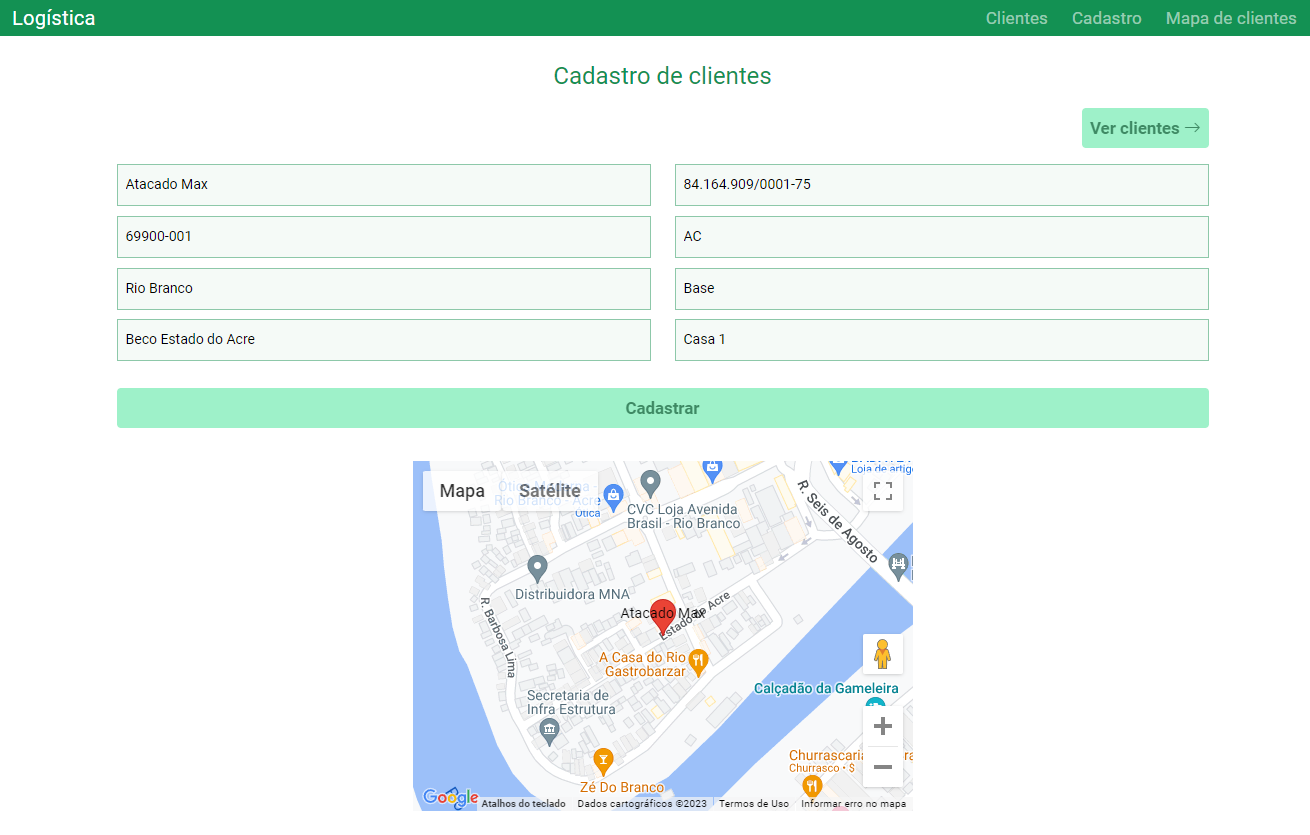 Logística
Clientes
Cadastro
Mapa de clientes
Cadastro de clientes
Ver clientes →
Atacado Max
84.164.909/0001-75
69900-001
AC
Rio Branco
Base
Beco Estado do Acre
Casa 1
Cadastrar
Mapa
Satélite
Rio Branco - Acre
Ótica
CVC Loja Avenida
Brasil - Rio Branco
Loja de artig
R. Seis de Agosto
Distribuidora MNA
R. Barbosa Lima
Atacado Max
Estado do Acre
A Casa do Rio
Gastrobarzar
Secretaria de
Infra Estrutura
Calçadão da Gameleira
Zé Do Branco
Churrascaria
Churrasco • $
Google
Atalhos do teclado
Dados cartográficos ©2023
Termos de Uso
Informar erro no mapa